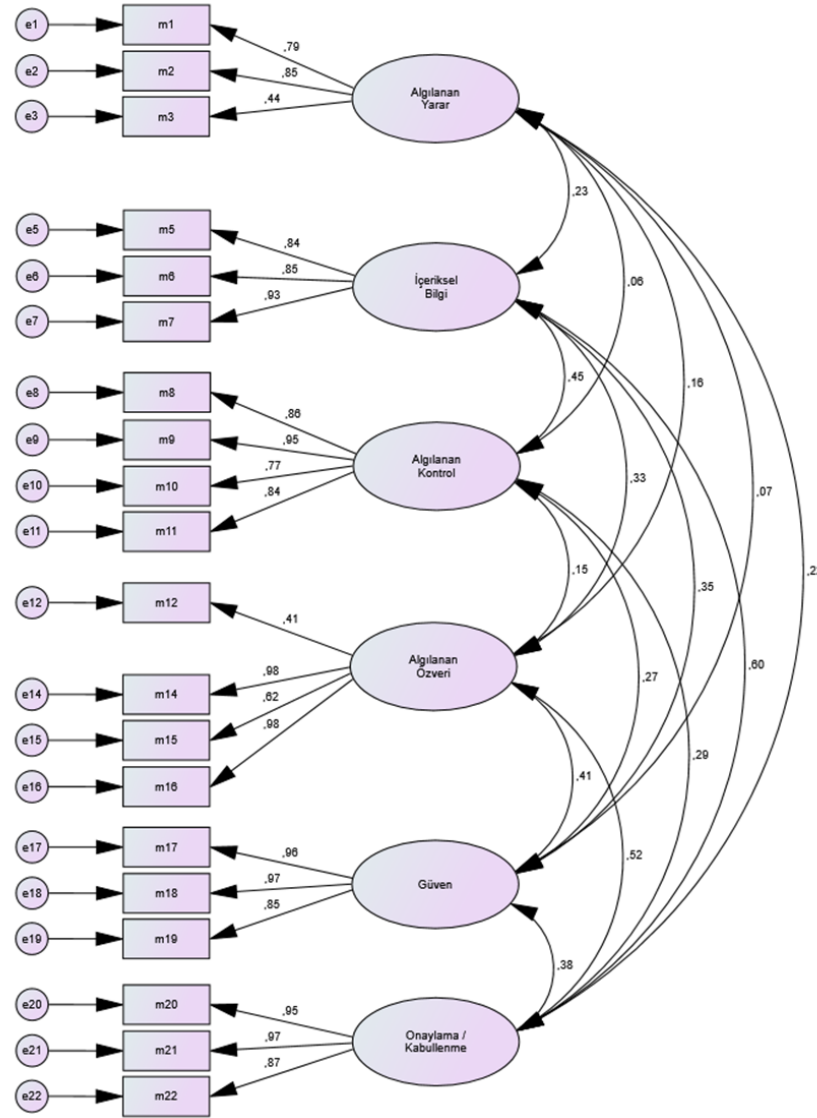 e1 m1 ,79
e2 m2 ,85
e3 m3 ,44
Algılanan
Yarar
,23
e5 m5 ,84
e6 m6 ,85
e7 m7 ,93
İçeriksel
Bilgi
,06
,45
,16
e8 m8 ,86
e9 m9 ,95
e10 m10 ,77
e11 m11 ,84
Algılanan
Kontrol
,33
,07
,15
,35
,2
e12 m12 ,41
e14 m14 ,98
e15 m15 ,62
e16 m16 ,98
Algılanan
Özveri
,27
,60
,41
,29
e17 m17 ,96
e18 m18 ,97
e19 m19 ,85
Güven
,52
,38
e20 m20 ,95
e21 m21 ,97
e22 m22 ,87
Onaylama /
Kabullenme